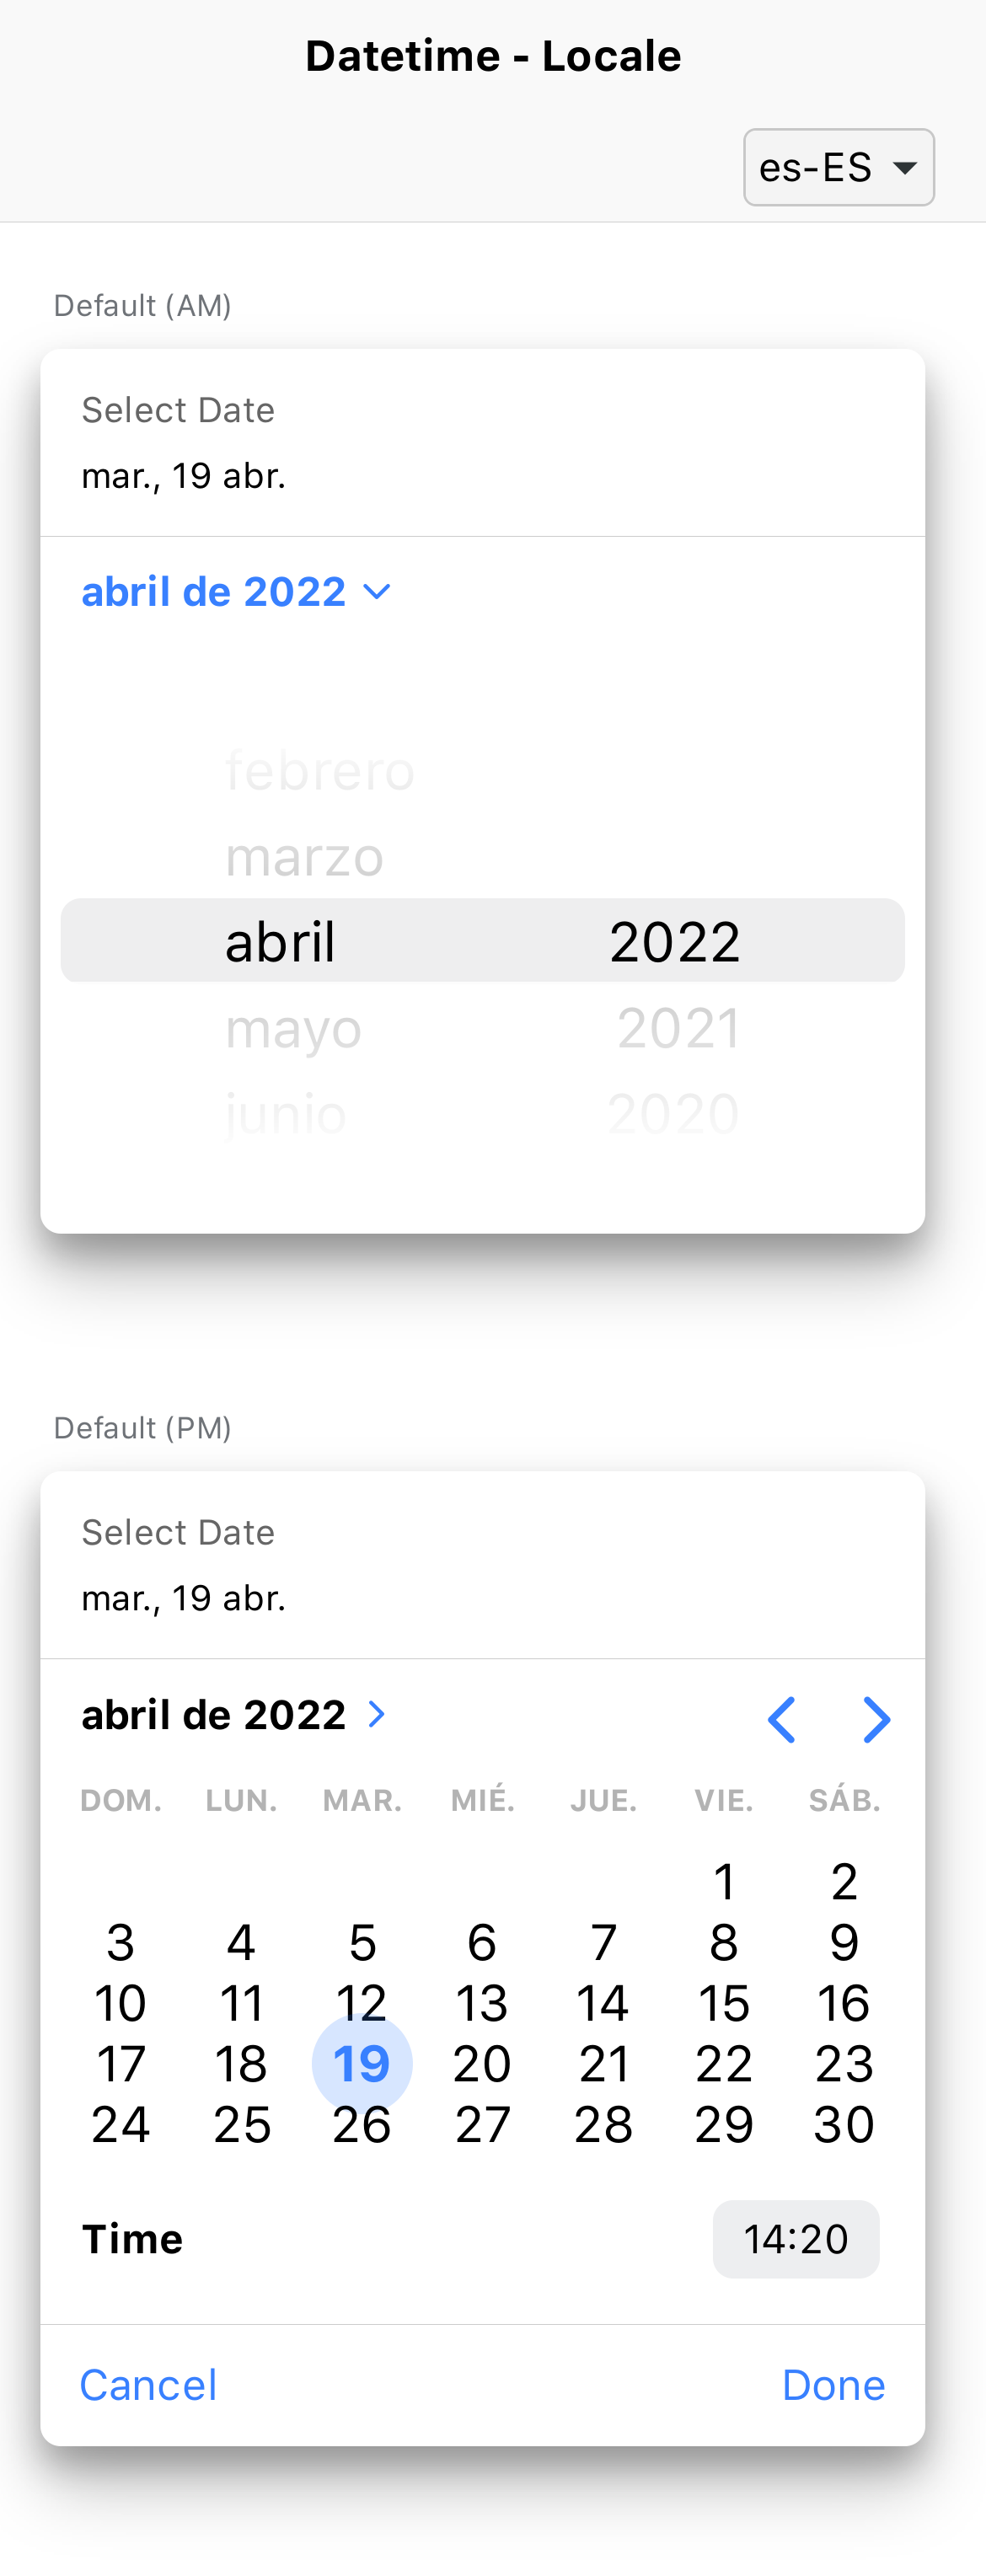 Datetime - Locale
es-ES
Default (AM)
Select Date
mar., 19 abr.
abril de 2022
febrero
marzo
abril 2022
mayo 2021
junio 2020
Default (PM)
Select Date
mar., 19 abr.
abril de 2022
DOM. LUN. MAR. MIÉ. JUE. VIE. SÁB.
1 2
3 4 5 6 7 8 9
10 11 12 13 14 15 16
17 18 19 20 21 22 23
24 25 26 27 28 29 30
Time 14:20
Cancel Done